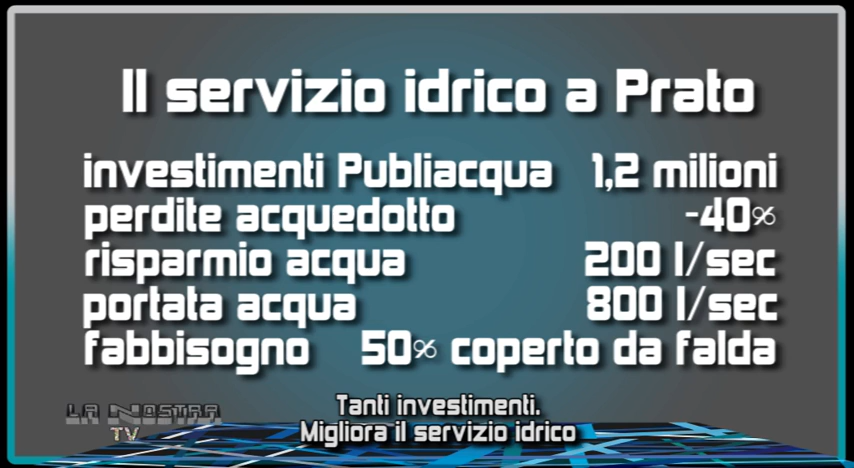 Il servizio idrico a Prato
investimenti Publiacqua 1,2 milioni
perdite acquedotto -40%
risparmio acqua 200 l/sec
portata acqua 800 l/sec
fabbisogno 50% coperto da falda
Tanti investimenti.
Migliora il servizio idrico
LA NOSTRA
TV